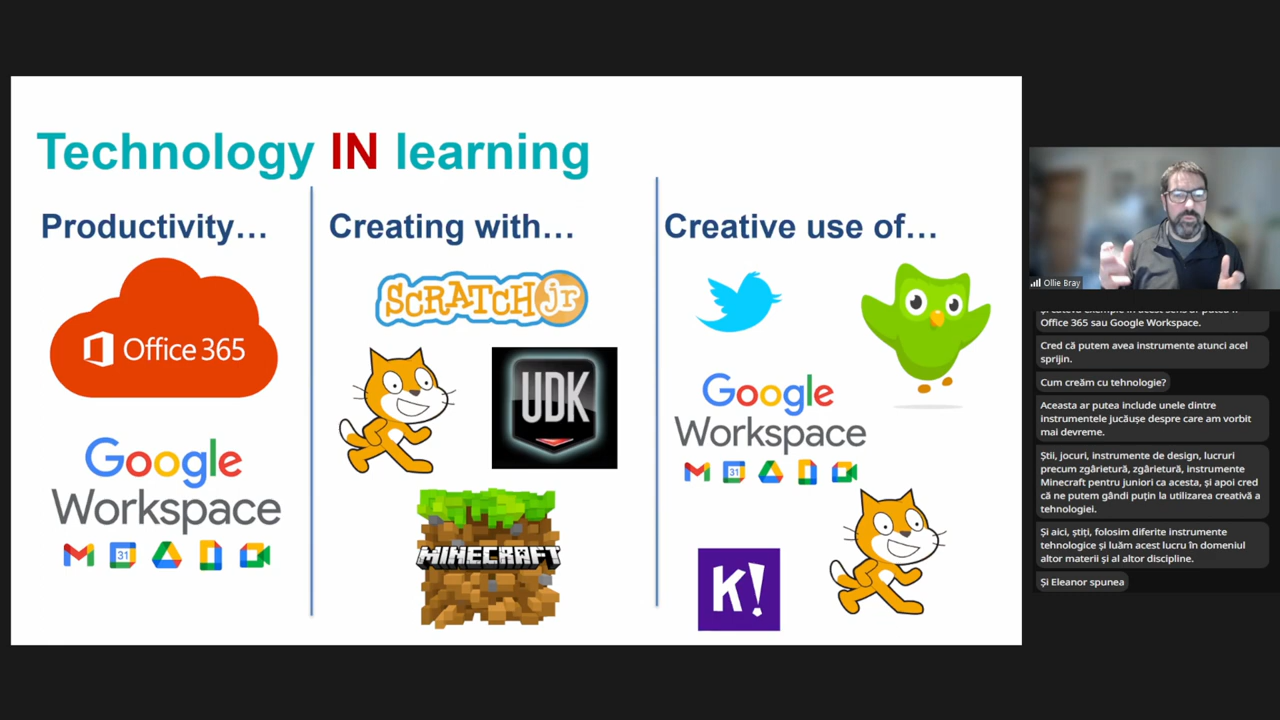 Technology IN learning
Productivity…
Office 365
Google
Workspace
31
Creating with…
SCRATCH jr
UDK
MINECRAFT
Creative use of…
Google
Workspace
31
K!
Ollie Bray
Office 365 sau Google Workspace.
Cred că putem avea instrumente atunci acel
sprijin.
Cum creăm cu tehnologie?
Aceasta ar putea include unele dintre
instrumentele jucăușe despre care am vorbit
mai devreme.
Știi, jocuri, instrumente de design, lucruri
precum zgârietură, zgârietură, instrumente
Minecraft pentru juniori ca acesta, și apoi cred
că ne putem gândi puțin la utilizarea creativă a
tehnologiei.
Și aici, știți, folosim diferite instrumente
tehnologice și luăm acest lucru în domeniul
altor materii și al altor discipline.
Și Eleanor spunea